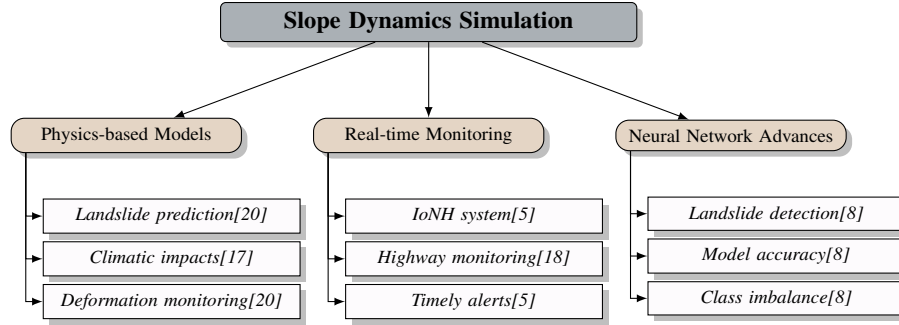 Slope Dynamics Simulation
Physics-based Models
Real-time Monitoring
Neural Network Advances
Landslide prediction[20]
Climatic impacts[17]
Deformation monitoring[20]
IoNH system[5]
Highway monitoring[18]
Timely alerts[5]
Landslide detection[8]
Model accuracy[8]
Class imbalance[8]